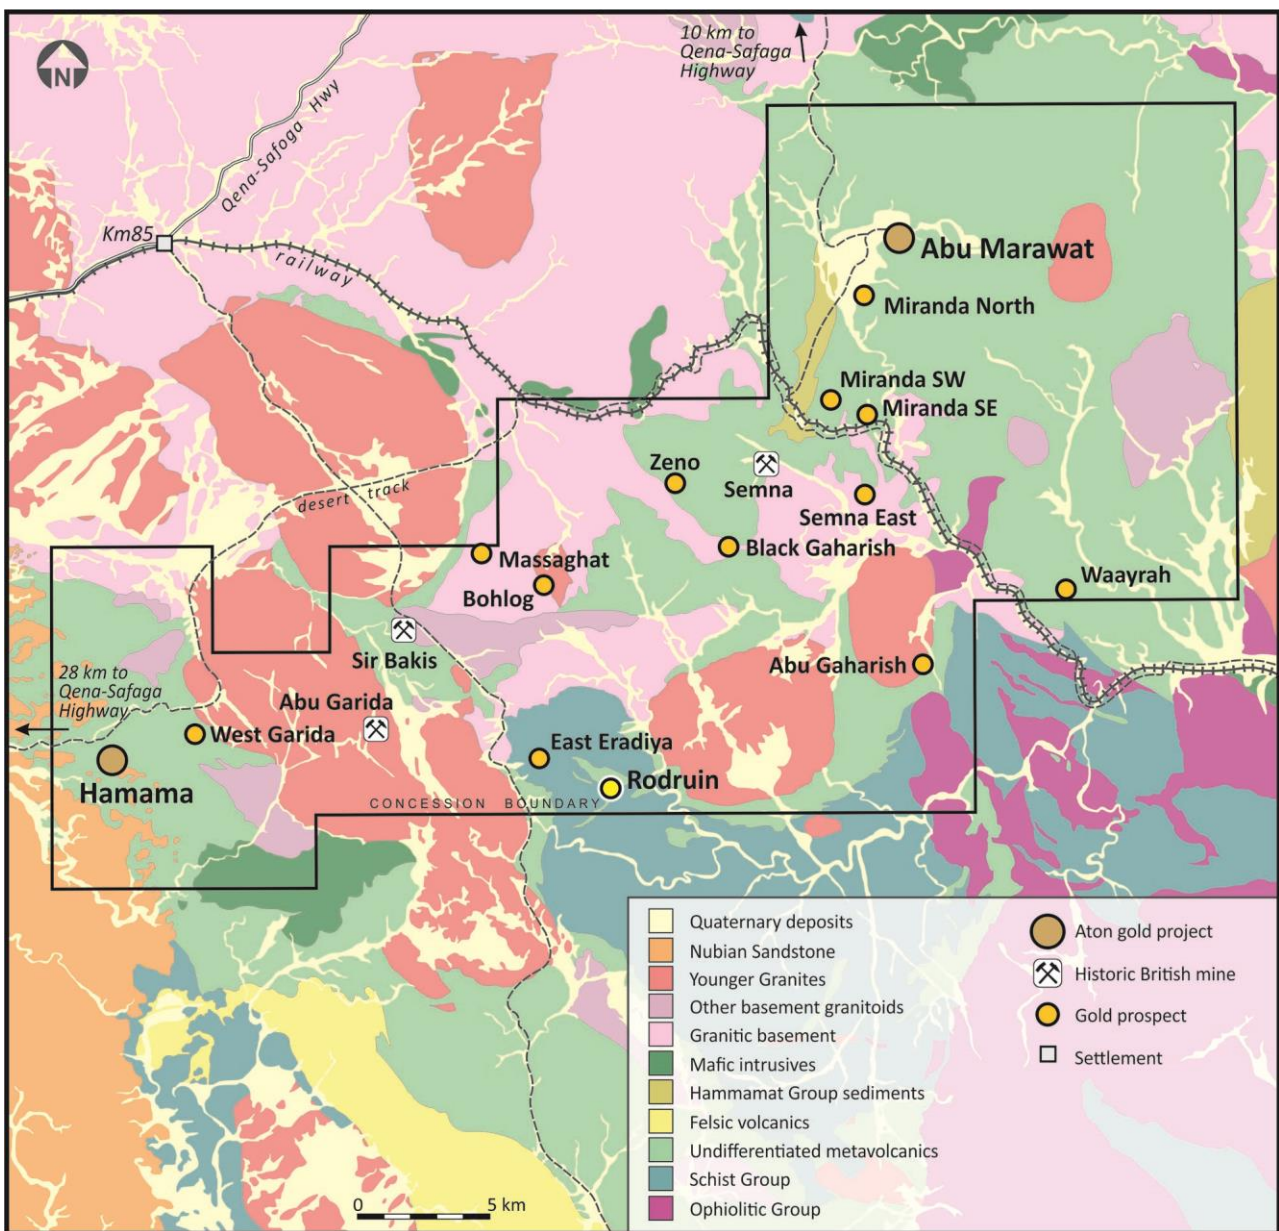 10 km to
Qena-Safaga
Highway
N
Qena-Safoga Hwy
Km85
railway
Abu Marawat
Miranda North
Miranda SW
Miranda SE
Zeno
Semna
desert track
Semna East
Black Gaharish
Massaghat
Waayrah
Bohlog
Sir Bakis
28 km to
Qena-Safaga
Highway
Abu Gaharish
Abu Garida
West Garida
East Eradiya
Rodruin
Hamama
CONCESSION BOUNDARY
Quaternary deposits
Nubian Sandstone
Younger Granites
Other basement granitoids
Granitic basement
Mafic intrusives
Hammamat Group sediments
Felsic volcanics
Undifferentiated metavolcanics
Schist Group
Ophiolitic Group
Aton gold project
Historic British mine
Gold prospect
Settlement
0 5 km